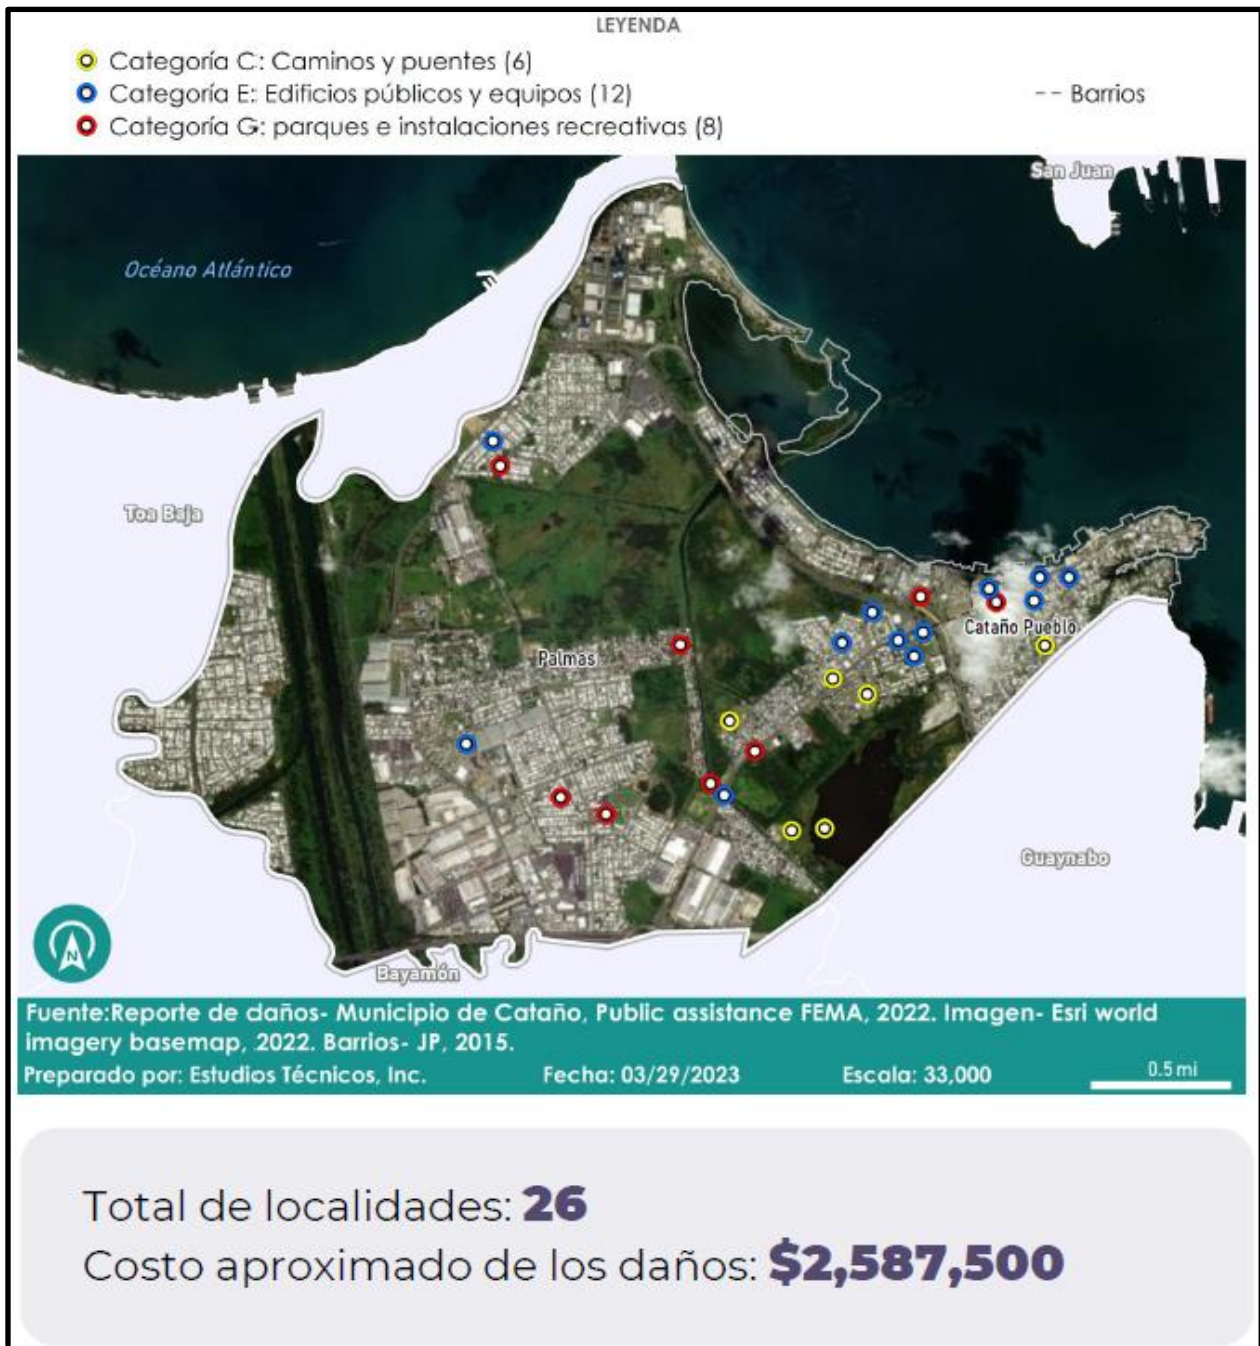 LEYENDA
Categoría C: Caminos y puentes (6)
Categoría E: Edificios públicos y equipos (12)
-- Barrios
Categoría G: parques e instalaciones recreativas (8)
San Juan
Océano Atlántico
Toa Baja
Cataño Pueblo
Palmas
Guaynabo
Bayamón
N
Fuente:Reporte de daños- Municipio de Cataño, Public assistance FEMA, 2022. Imagen- Esri world
imagery basemap, 2022. Barrios- JP, 2015.
Preparado por: Estudios Técnicos, Inc. Fecha: 03/29/2023 Escala: 33,000 0.5 mi
Total de localidades: 26
Costo aproximado de los daños: $2,587,500